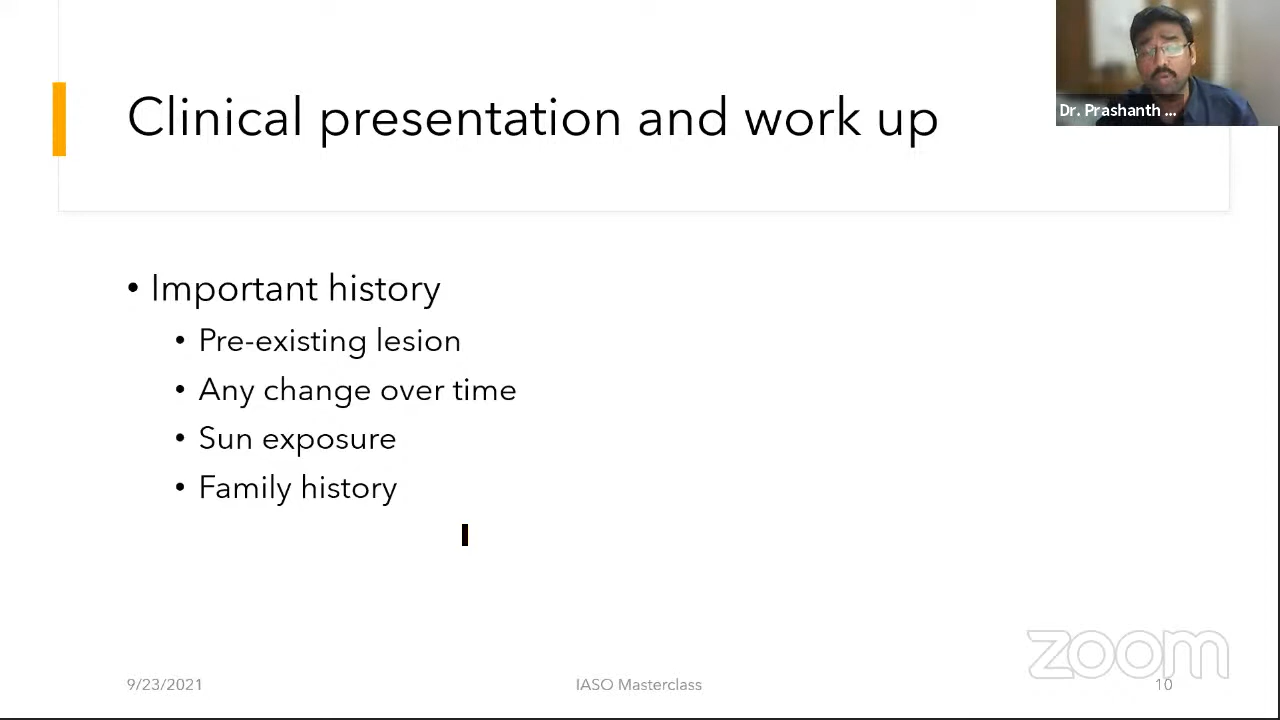 Clinical presentation and work up
Dr. Prashanth ...
• Important history
• Pre-existing lesion
• Any change over time
• Sun exposure
• Family history
zoom
9/23/2021
IASO Masterclass
10